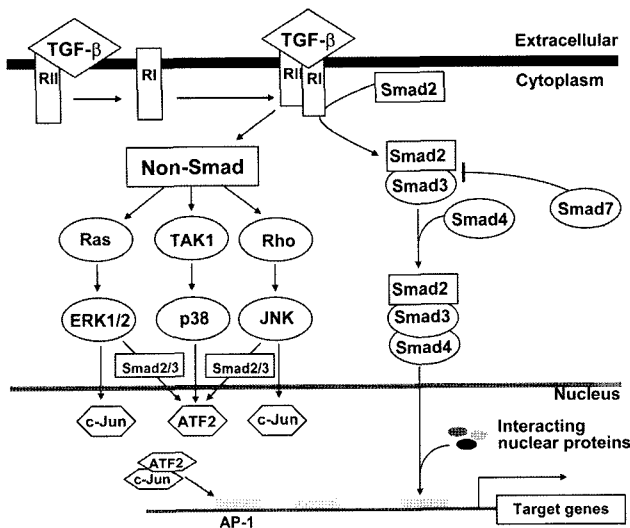 TGF-β
TGF-β
Extracellular
RII
RI
RII
RI
Cytoplasm
Smad2
Non-Smad
Smad2
Smad3
Smad7
Smad4
Ras
TAK1
Rho
Smad2
Smad3
Smad4
ERK1/2
p38
JNK
Smad2/3
Smad2/3
Nucleus
c-Jun
ATF2
c-Jun
Interacting
nuclear proteins
ATF2
c-Jun
AP-1
Target genes